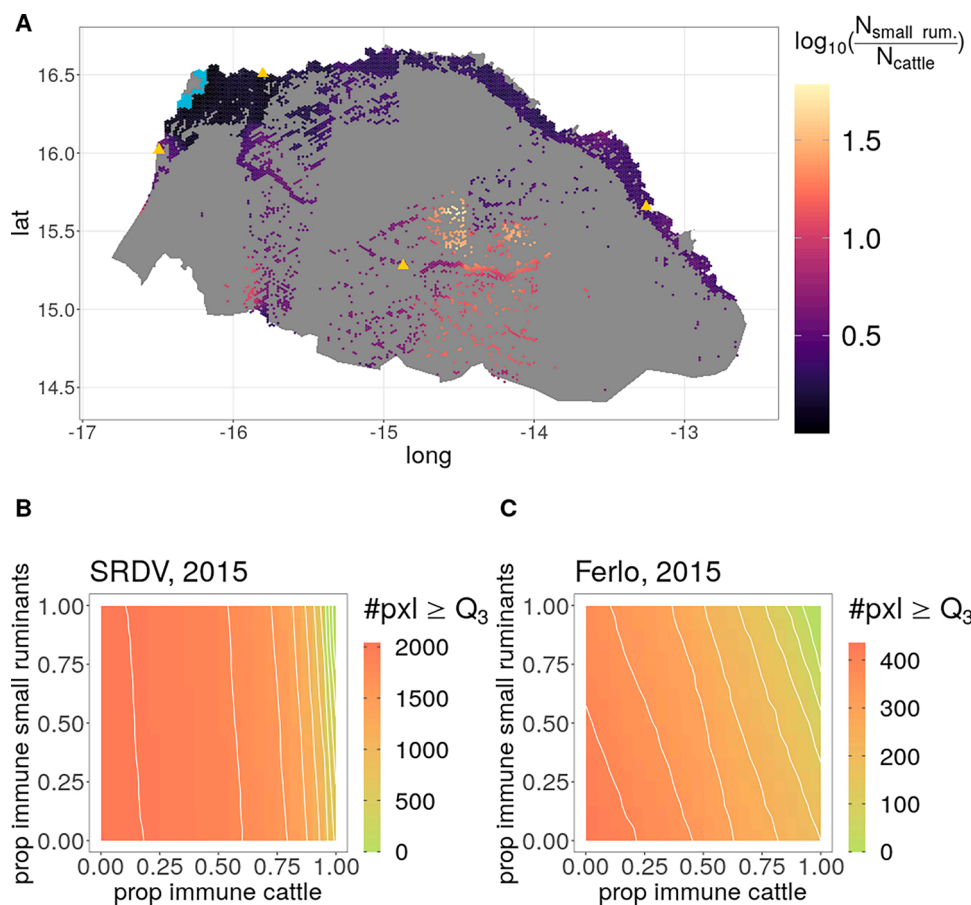 A
log₁₀(N small rum. / N cattle)
lat
16.5
16.0
15.5
15.0
14.5
-17 -16 -15 -14 -13
long
1.5
1.0
0.5
B
SRDV, 2015
prop immune small ruminants
1.00
0.75
0.50
0.25
0.00
0.00 0.25 0.50 0.75 1.00
prop immune cattle
#pxl ≥ Q₃
2000
1500
1000
500
0
C
Ferlo, 2015
prop immune small ruminants
1.00
0.75
0.50
0.25
0.00
0.00 0.25 0.50 0.75 1.00
prop immune cattle
#pxl ≥ Q₃
400
300
200
100
0